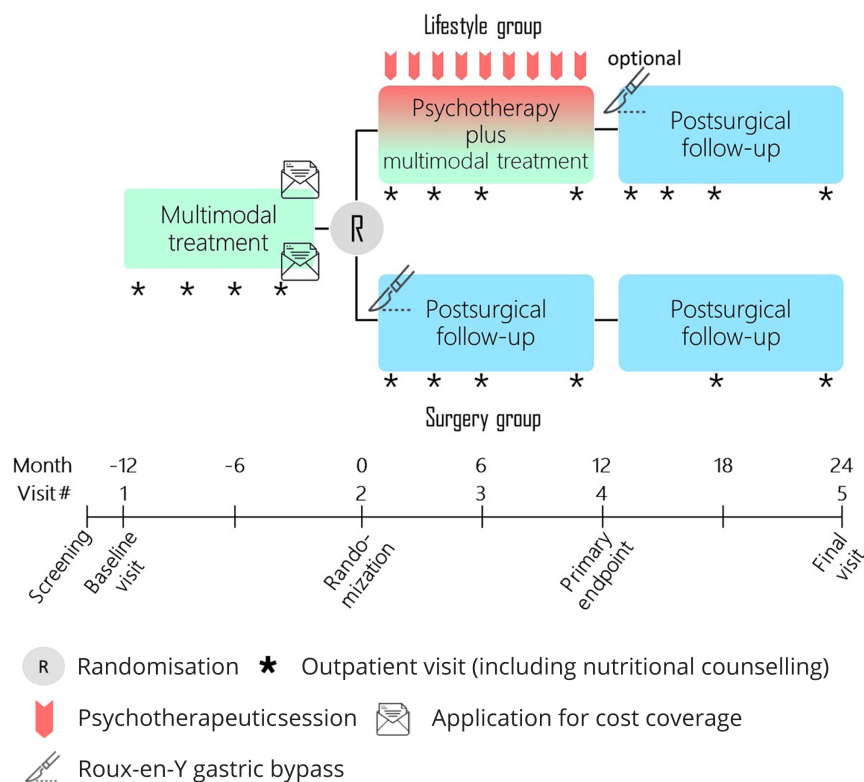 Lifestyle group
optional
Psychotherapy
plus
multimodal treatment
Postsurgical
follow-up
Multimodal
treatment
R
Postsurgical
follow-up
Postsurgical
follow-up
Surgery group
Month -12 -6 0 6 12 18 24
Visit # 1 2 3 4 5
Screening
Baseline
visit
Rando-
mization
Primary
endpoint
Final
visit
R Randomisation * Outpatient visit (including nutritional counselling)
Psychotherapeuticsession Application for cost coverage
Roux-en-Y gastric bypass